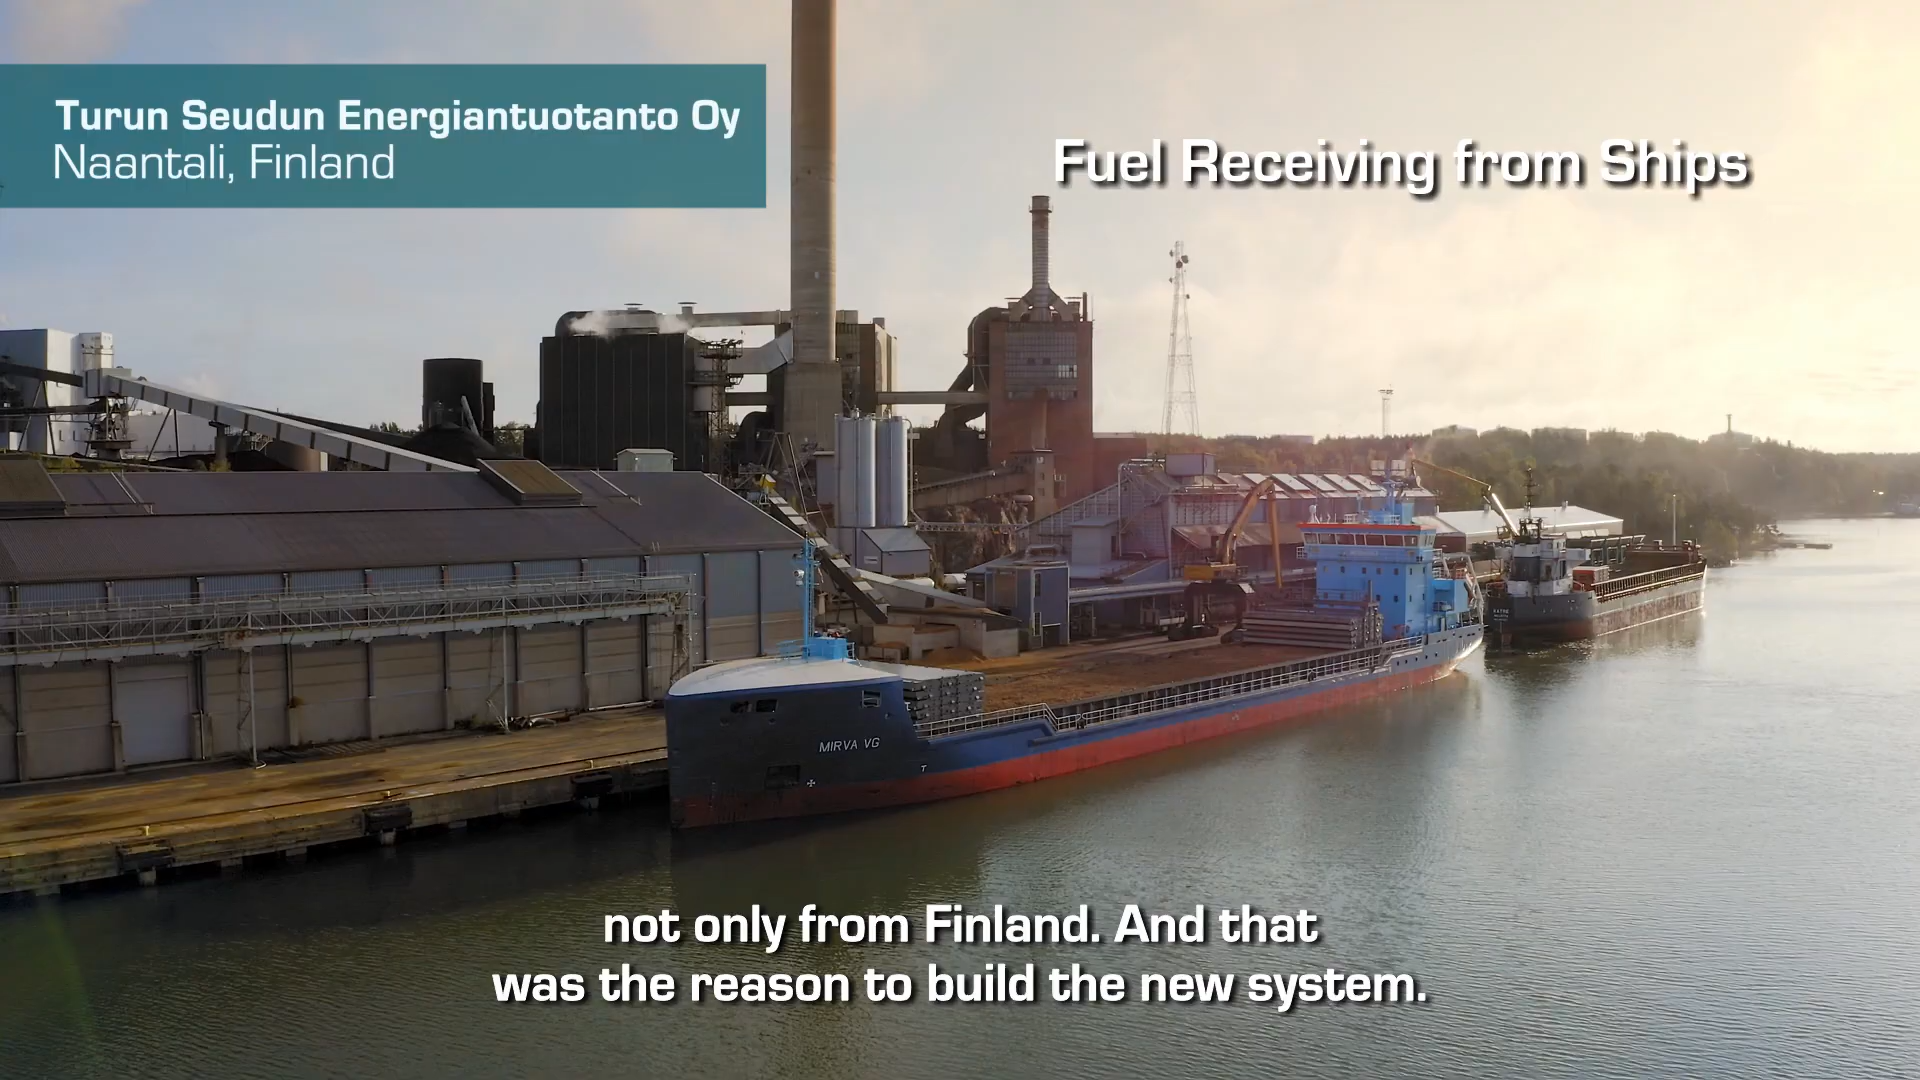 Turun Seudun Energiantuotanto Oy
Naantali, Finland
Fuel Receiving from Ships
MIRVA VG
not only from Finland. And that
was the reason to build the new system.